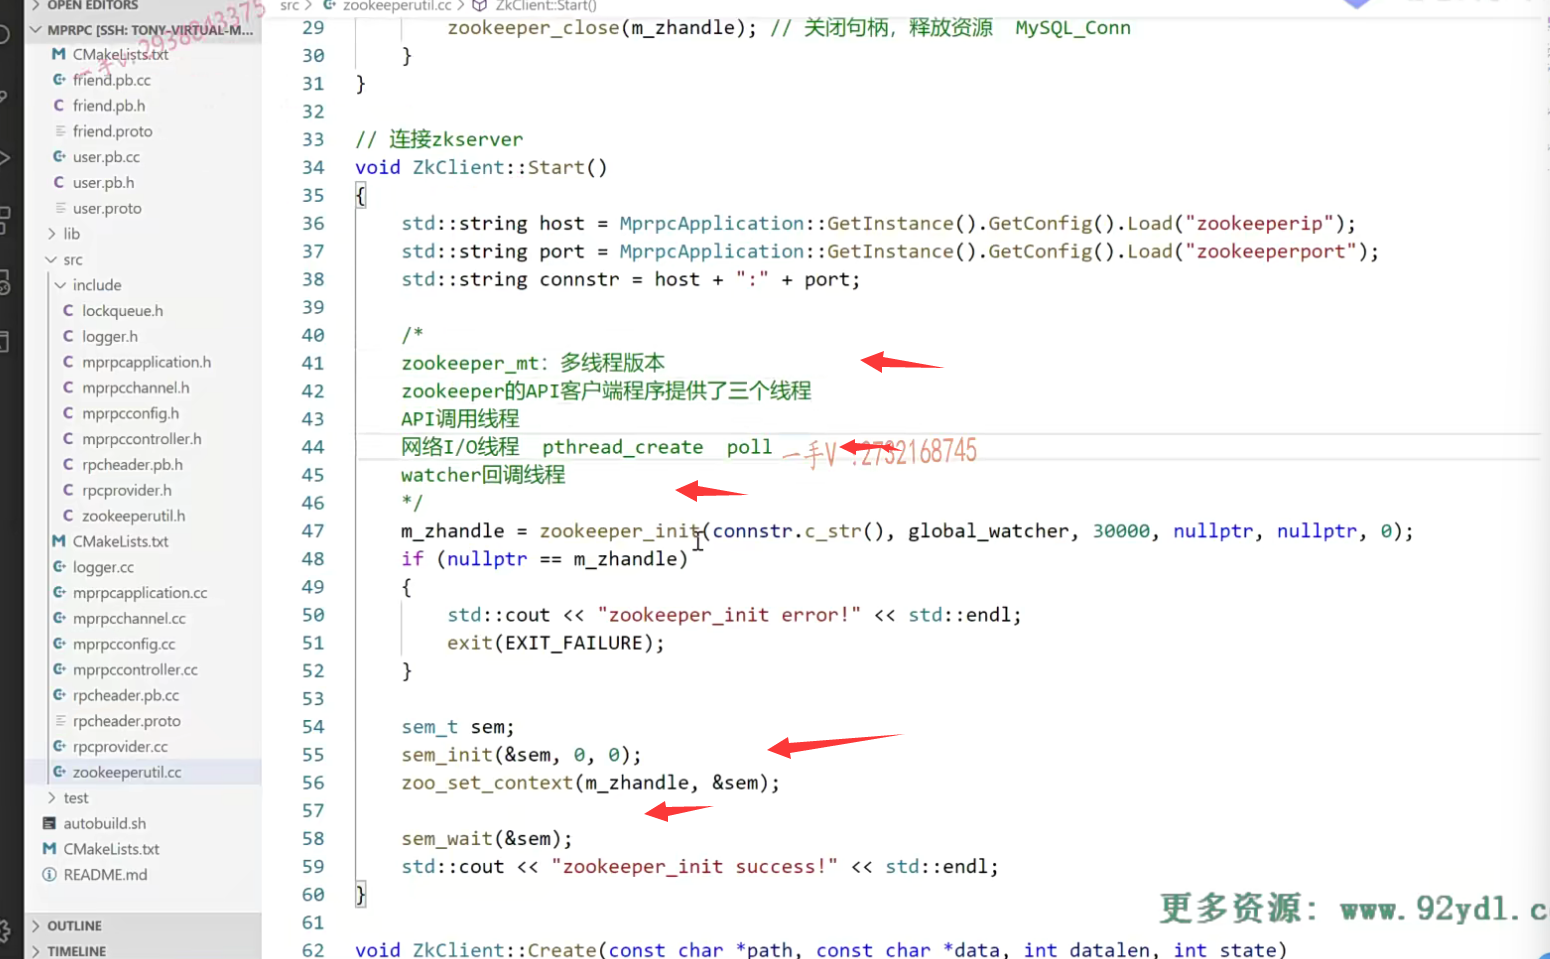 OPEN EDITORS
MPRPC [SSH: TONY-VIRTUAL-M...
CMakeLists.txt
friend.pb.cc
friend.pb.h
friend.proto
user.pb.cc
user.pb.h
user.proto
lib
src
include
lockqueue.h
logger.h
mprpcapplication.h
mprpcchannel.h
mprpcconfig.h
mprpccontroller.h
rpcheader.pb.h
rpcprovider.h
zookeeperutil.h
CMakeLists.txt
logger.cc
mprpcapplication.cc
mprpcchannel.cc
mprpcconfig.cc
mprpccontroller.cc
rpcheader.pb.cc
rpcheader.proto
rpcprovider.cc
zookeeperutil.cc
test
autobuild.sh
CMakeLists.txt
README.md
OUTLINE
TIMELINE
src > zookeeperutil.cc > ZkClient::Start()
29 zookeeper_close(m_zhandle); // 关闭句柄，释放资源  MySQL_Conn
30 }
31 }
32
33 // 连接zkserver
34 void ZkClient::Start()
35 {
36 std::string host = MprpcApplication::GetInstance().GetConfig().Load("zookeeperip");
37 std::string port = MprpcApplication::GetInstance().GetConfig().Load("zookeeperport");
38 std::string connstr = host + ":" + port;
39
40 /*
41 zookeeper_mt：多线程版本
42 zookeeper的API客户端程序提供了三个线程
43 API调用线程
44 网络I/O线程  pthread_create  poll
45 watcher回调线程
46 */
47 m_zhandle = zookeeper_init(connstr.c_str(), global_watcher, 30000, nullptr, nullptr, 0);
48 if (nullptr == m_zhandle)
49 {
50 std::cout << "zookeeper_init error!" << std::endl;
51 exit(EXIT_FAILURE);
52 }
53
54 sem_t sem;
55 sem_init(&sem, 0, 0);
56 zoo_set_context(m_zhandle, &sem);
57
58 sem_wait(&sem);
59 std::cout << "zookeeper_init success!" << std::endl;
60 }
61
62 void ZkClient::Create(const char *path, const char *data, int datalen, int state)
一手V :2732168745
更多资源: www.92ydl.c